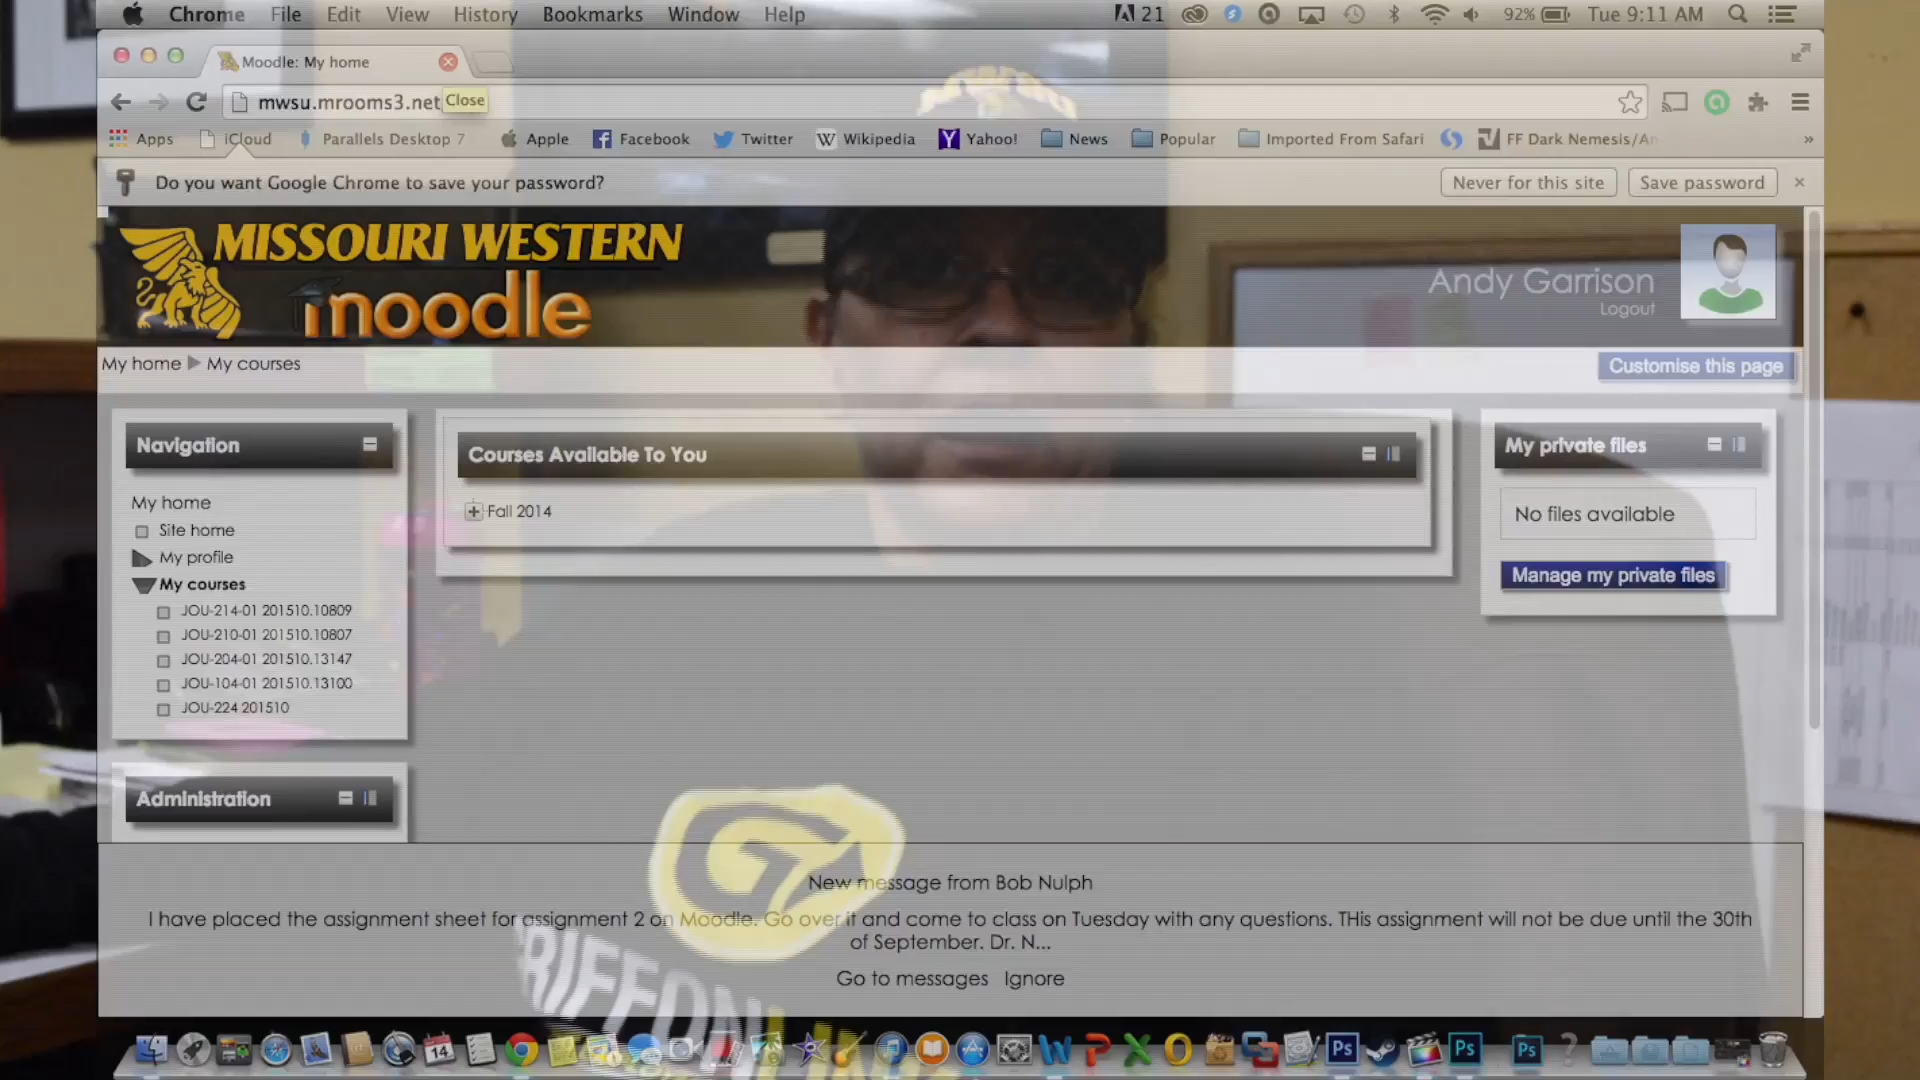 Chrome File Edit View History Bookmarks Window Help
21 92% Tue 9:11 AM
Moodle: My home
mwsu.mrooms3.net
Close
Apps iCloud Parallels Desktop 7 Apple Facebook Twitter Wikipedia Yahoo! News Popular Imported From Safari FF Dark Nemesis/An
»
Do you want Google Chrome to save your password?
Never for this site Save password ×
MISSOURI WESTERN
moodle
Andy Garrison
Logout
My home ▶ My courses
Customise this page
Navigation
My home
Site home
My profile
My courses
JOU-214-01 201510.10809
JOU-210-01 201510.10807
JOU-204-01 201510.13147
JOU-104-01 201510.13100
JOU-224 201510
Administration
Courses Available To You
Fall 2014
My private files
No files available
Manage my private files
New message from Bob Nulph
I have placed the assignment sheet for assignment 2 on Moodle. Go over it and come to class on Tuesday with any questions. THis assignment will not be due until the 30th
of September. Dr. N...
Go to messages Ignore
RIFFON
14
W P X O Ps Ps Ps ?